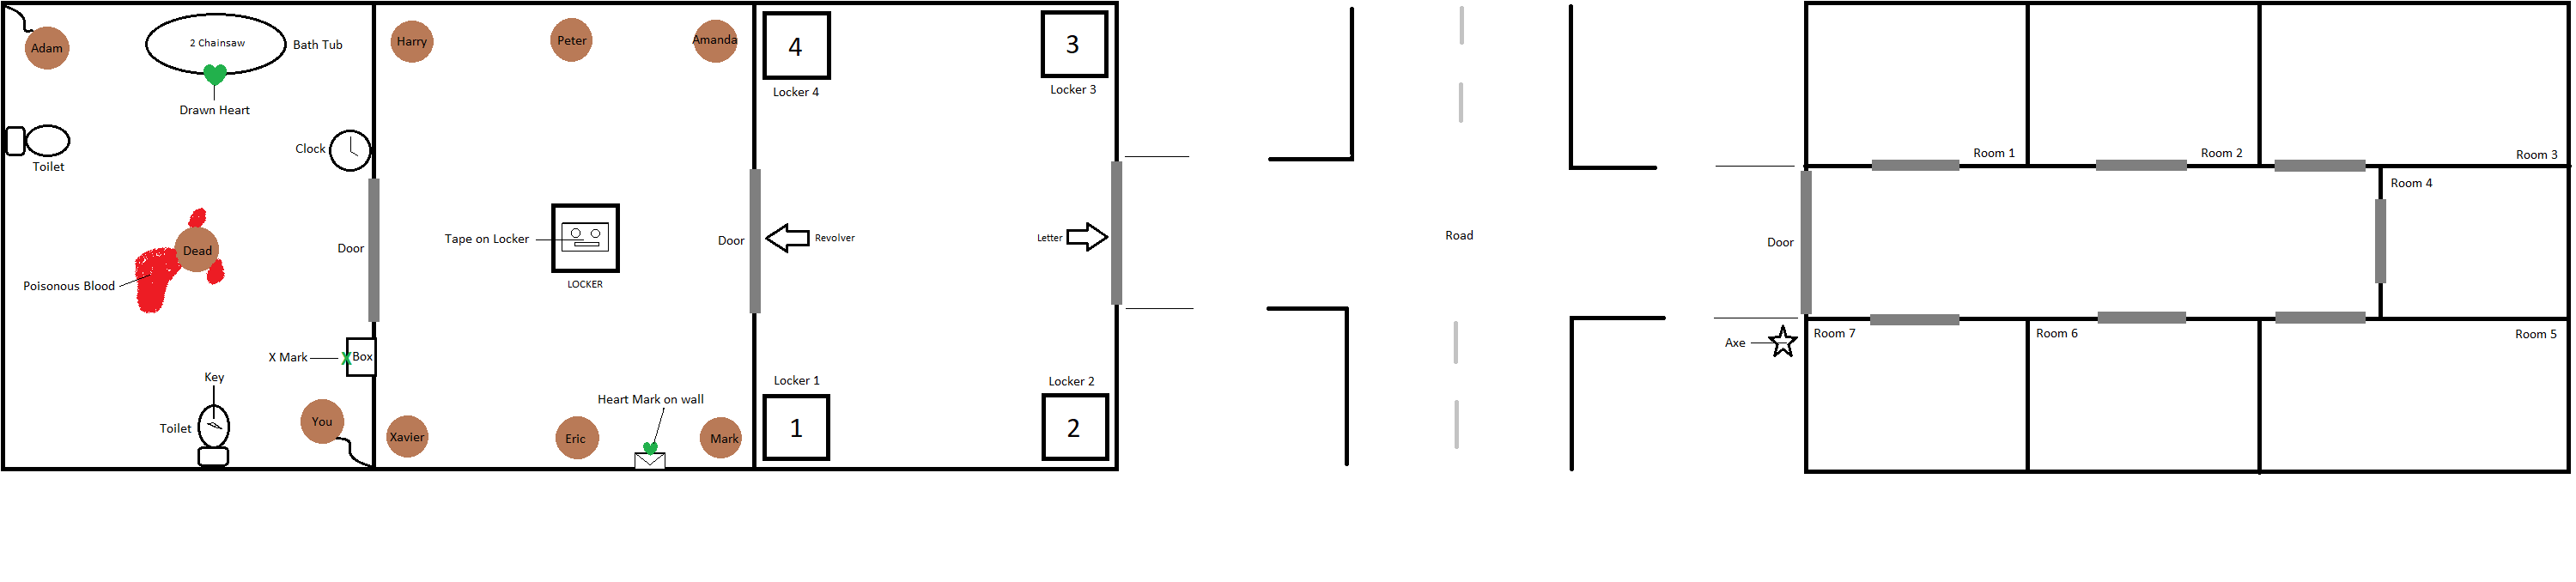 Adam
2 Chainsaw
Bath Tub
Drawn Heart
Toilet
Clock
Dead
Door
Poisonous Blood
X Mark
X
Box
Key
Toilet
You
Harry
Peter
Amanda
Tape on Locker
LOCKER
Door
Heart Mark on wall
Xavier
Eric
Mark
4
Locker 4
3
Locker 3
Revolver
Letter
Locker 1
1
Locker 2
2
Road
Door
Axe
Room 1
Room 2
Room 3
Room 4
Room 7
Room 6
Room 5